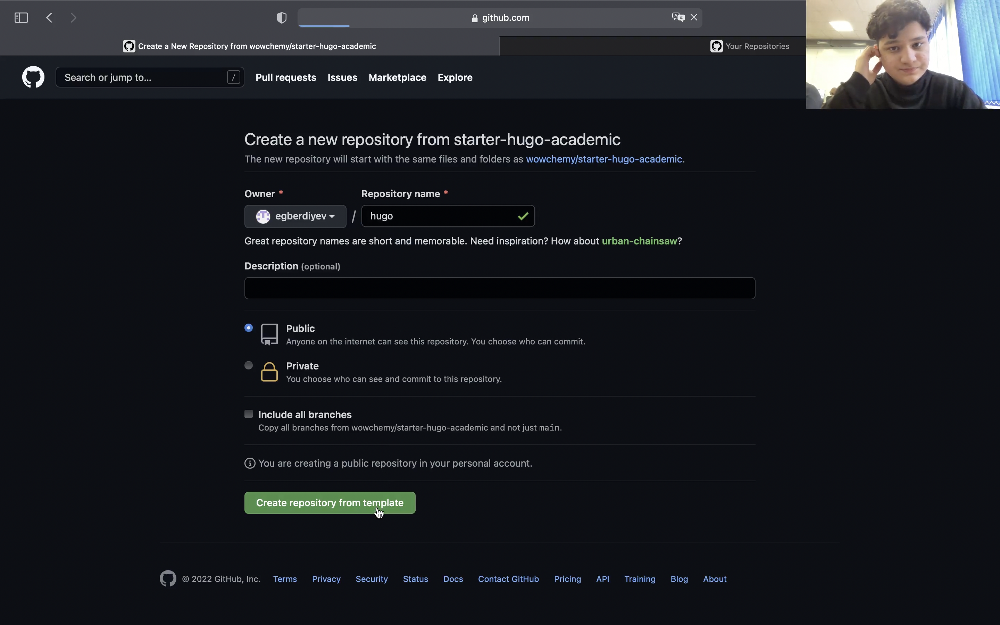 github.com
Create a New Repository from wowchemy/starter-hugo-academic
Your Repositories
Search or jump to...
/
Pull requests
Issues
Marketplace
Explore
Create a new repository from starter-hugo-academic
The new repository will start with the same files and folders as wowchemy/starter-hugo-academic.
Owner *
Repository name *
egberdiyev
/
hugo
Great repository names are short and memorable. Need inspiration? How about urban-chainsaw?
Description (optional)
Public
Anyone on the internet can see this repository. You choose who can commit.
Private
You choose who can see and commit to this repository.
Include all branches
Copy all branches from wowchemy/starter-hugo-academic and not just main.
You are creating a public repository in your personal account.
Create repository from template
© 2022 GitHub, Inc.
Terms
Privacy
Security
Status
Docs
Contact GitHub
Pricing
API
Training
Blog
About